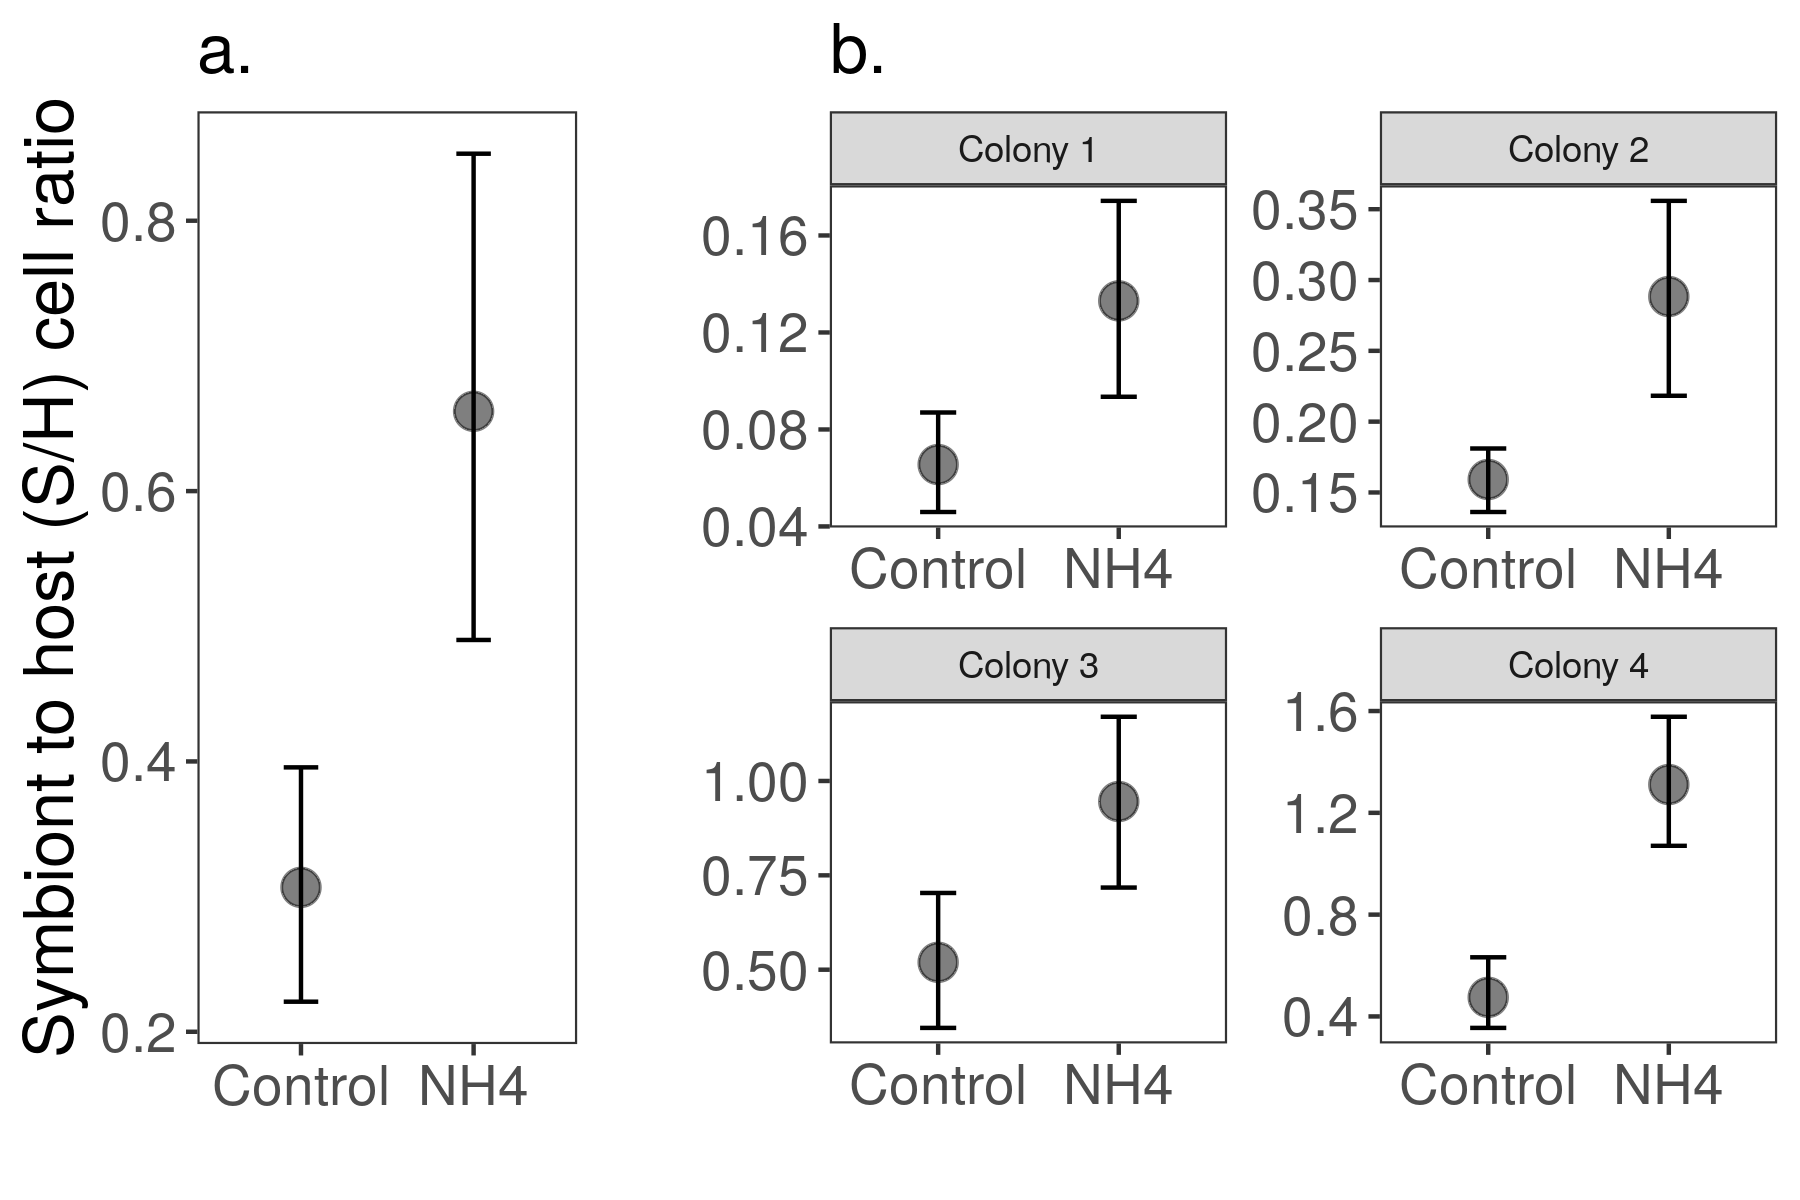 a.
Symbiont to host (S/H) cell ratio
0.8
0.6
0.4
0.2
Control NH4
b.
Colony 1
0.16
0.12
0.08
0.04
Control NH4
Colony 2
0.35
0.30
0.25
0.20
0.15
Control NH4
Colony 3
1.00
0.75
0.50
Control NH4
Colony 4
1.6
1.2
0.8
0.4
Control NH4